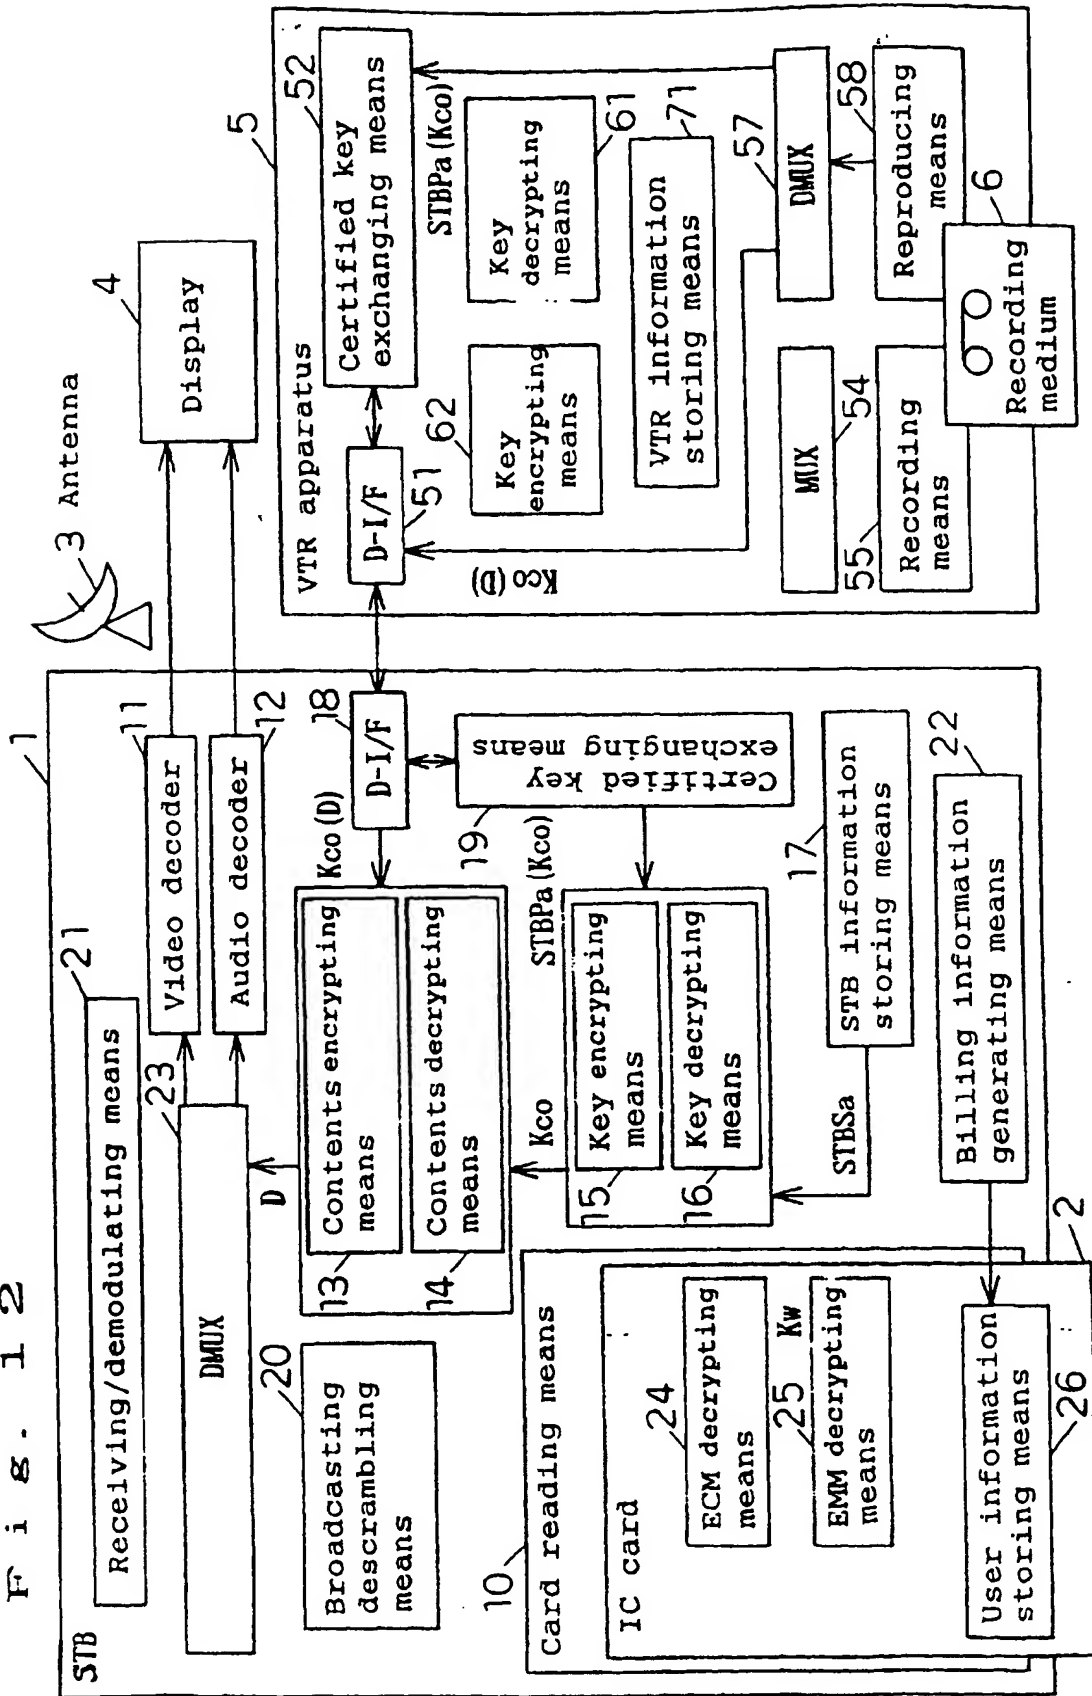 Fig. 12
STB
1
Receiving/demodulating means
21
DMUX
23
Video decoder
11
Audio decoder
12
3 Antenna
4
Display
20
Broadcasting
descrambling
means
D
Contents encrypting
means
13
Contents decrypting
means
14
Kco(D)
D-I/F
18
Certified key
exchanging means
19
STBPa(Kco)
Kco
Key encrypting
means
15
Key decrypting
means
16
STBSa
17
STB information
storing means
22
Billing information
generating means
10
Card reading means
IC card
2
24
ECM decrypting
means
25
Kw
EMM decrypting
means
User information
storing means
26
5
VTR apparatus
D-I/F
51
Kco(D)
Certified key
exchanging means
52
STBPa(Kco)
62
Key
encrypting
means
Key
decrypting
means
61
VTR information
storing means
71
MUX
54
DMUX
57
55
Recording
means
Reproducing
means
58
6
Recording
medium